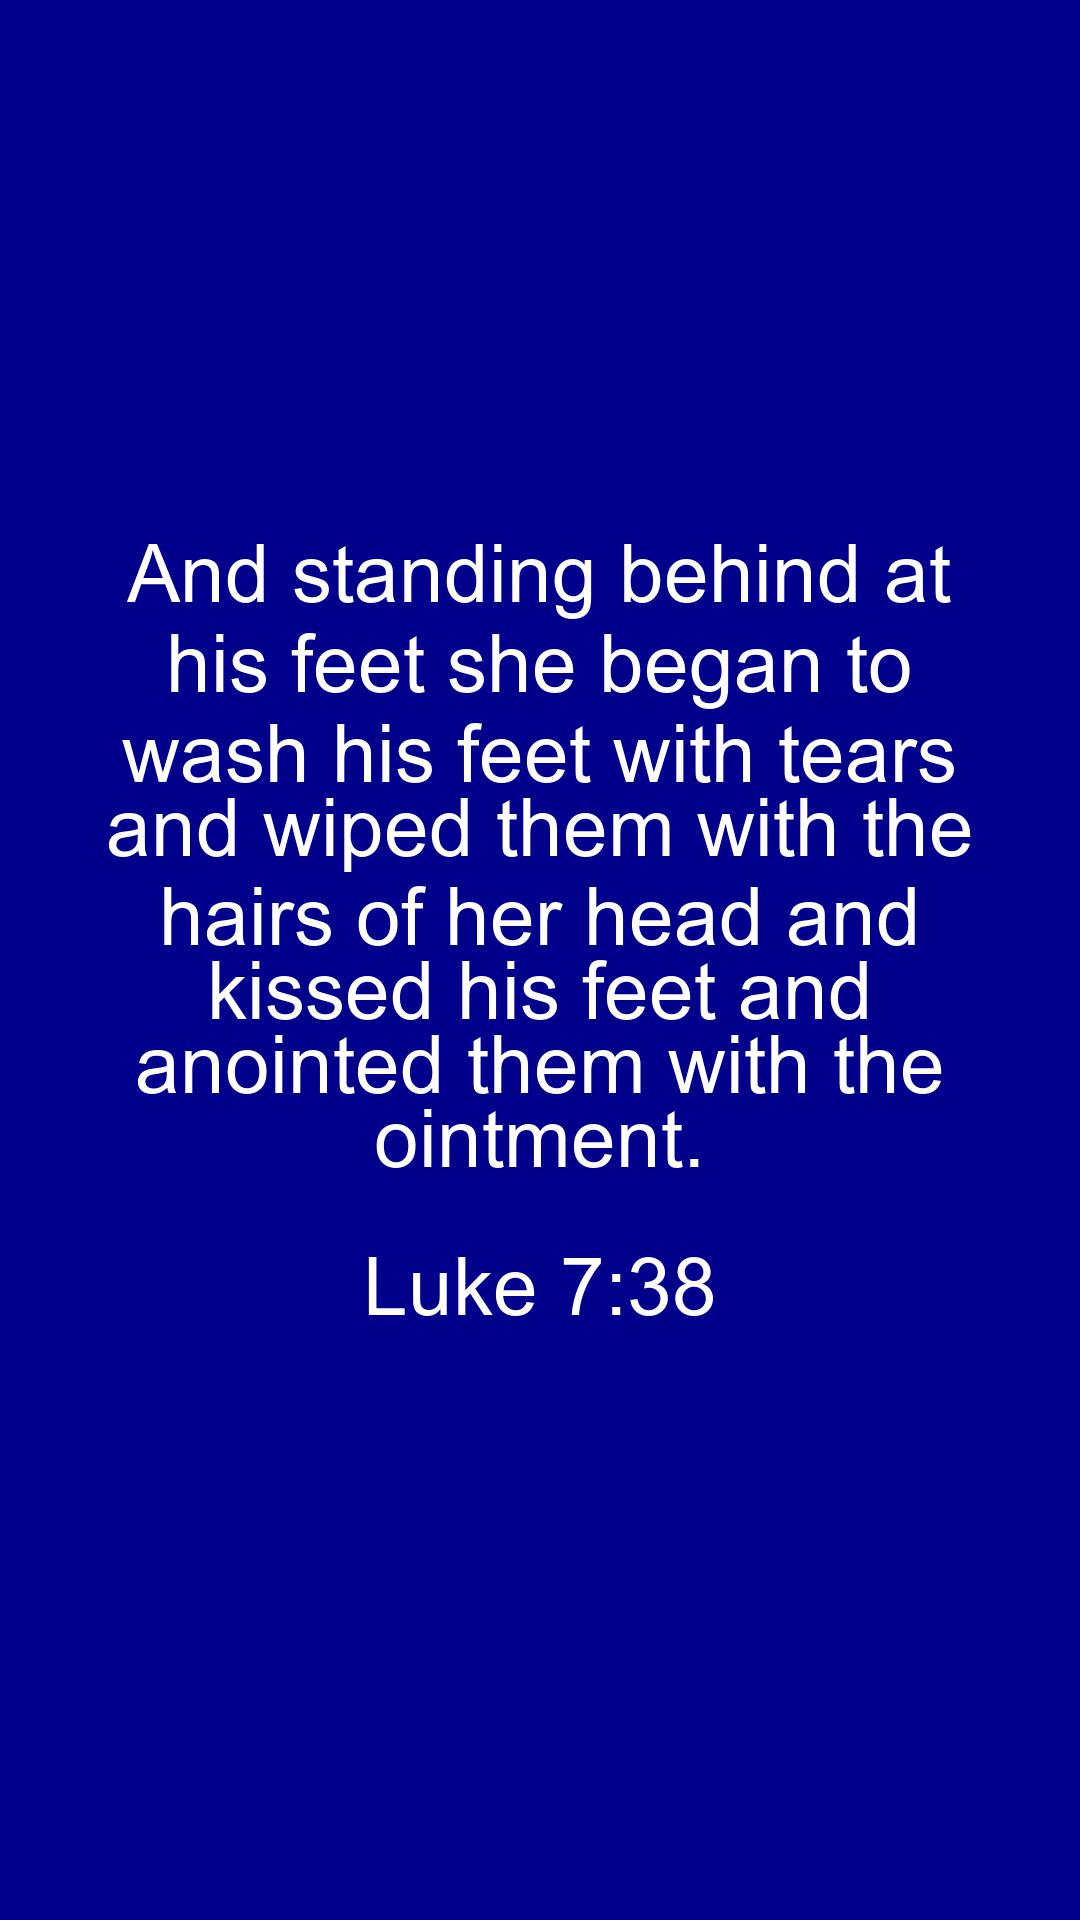 And standing behind at
his feet she began to
wash his feet with tears
and wiped them with the
hairs of her head and
kissed his feet and
anointed them with the
ointment.
Luke 7:38